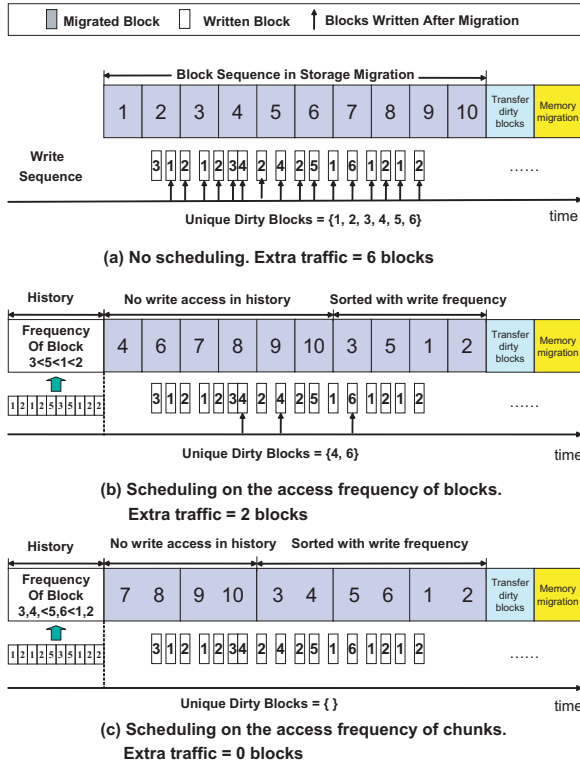 Migrated Block Written Block Blocks Written After Migration
Block Sequence in Storage Migration
1 2 3 4 5 6 7 8 9 10 Transfer dirty blocks Memory migration
Write Sequence
3 1 2 1 2 3 4 2 4 2 5 1 6 1 2 1 2 ......
Unique Dirty Blocks = {1, 2, 3, 4, 5, 6}
time
(a) No scheduling. Extra traffic = 6 blocks
History No write access in history Sorted with write frequency
Frequency Of Block 3<5<1<2
4 6 7 8 9 10 3 5 1 2 Transfer dirty blocks Memory migration
1 2 1 2 5 3 5 1 2 2
3 1 2 1 2 3 4 2 4 2 5 1 6 1 2 1 2 ......
Unique Dirty Blocks = {4, 6}
time
(b) Scheduling on the access frequency of blocks.
Extra traffic = 2 blocks
History No write access in history Sorted with write frequency
Frequency Of Block 3,4,<5,6<1,2
7 8 9 10 3 4 5 6 1 2 Transfer dirty blocks Memory migration
1 2 1 2 5 3 5 1 2 2
3 1 2 1 2 3 4 2 4 2 5 1 6 1 2 1 2 ......
Unique Dirty Blocks = { }
time
(c) Scheduling on the access frequency of chunks.
Extra traffic = 0 blocks